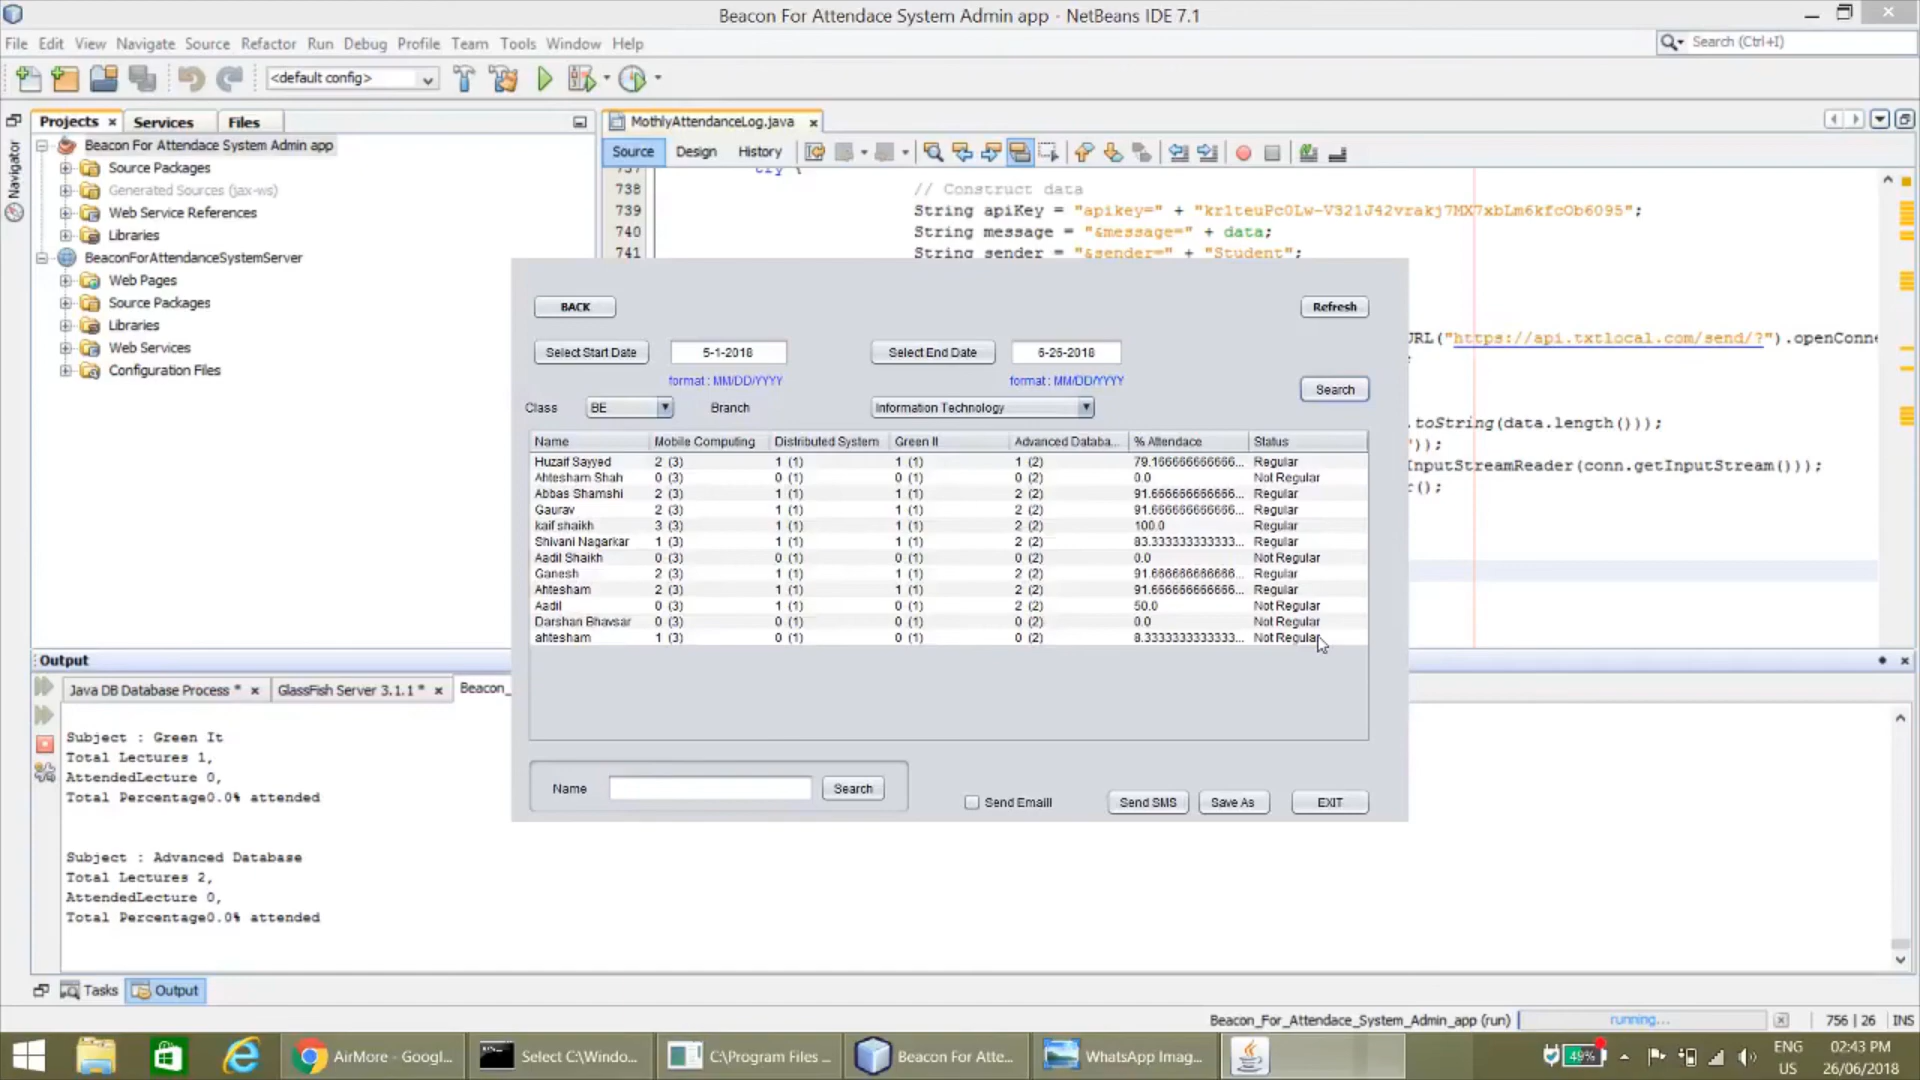 Beacon For Attendace System Admin app - NetBeans IDE 7.1
File Edit View Navigate Source Refactor Run Debug Profile Team Tools Window Help
Search (Ctrl+I)
<default config>
Projects
Services
Files
MothlyAttendanceLog.java
Navigator
Beacon For Attendace System Admin app
Source Packages
Generated Sources (jax-ws)
Web Service References
Libraries
BeaconForAttendanceSystemServer
Web Pages
Source Packages
Libraries
Web Services
Configuration Files
Source Design History
737 try {
738 // Construct data
739 String apiKey = "apikey=" + "krlteuPc0Lw-V321J42vrakj7MX7xbLm6kfcOb6095";
740 String message = "&message=" + data;
741 String sender = "&sender=" + "Student";
URL("https://api.txtlocal.com/send/?").openConne
.toString(data.length()));
"));
InputStreamReader(conn.getInputStream()));
r();
BACK
Refresh
Select Start Date 5-1-2018 Select End Date 6-26-2018
format : MM/DD/YYYY format : MM/DD/YYYY
Search
Class BE Branch Information Technology
Name Mobile Computing Distributed System Green It Advanced Databa... % Attendace Status
Huzaif Sayyed 2 (3) 1 (1) 1 (1) 1 (2) 79.166666666666... Regular
Ahtesham Shah 0 (3) 0 (1) 0 (1) 0 (2) 0.0 Not Regular
Abbas Shamshi 2 (3) 1 (1) 1 (1) 2 (2) 91.666666666666... Regular
Gaurav 2 (3) 1 (1) 1 (1) 2 (2) 91.666666666666... Regular
kaif shaikh 3 (3) 1 (1) 1 (1) 2 (2) 100.0 Regular
Shivani Nagarkar 1 (3) 1 (1) 1 (1) 2 (2) 83.333333333333... Regular
Aadil Shaikh 0 (3) 0 (1) 0 (1) 0 (2) 0.0 Not Regular
Ganesh 2 (3) 1 (1) 1 (1) 2 (2) 91.666666666666... Regular
Ahtesham 2 (3) 1 (1) 1 (1) 2 (2) 91.666666666666... Regular
Aadil 0 (3) 1 (1) 0 (1) 2 (2) 50.0 Not Regular
Darshan Bhavsar 0 (3) 0 (1) 0 (1) 0 (2) 0.0 Not Regular
ahtesham 1 (3) 0 (1) 0 (1) 0 (2) 8.3333333333333... Not Regular
Name Search
Send Emaill Send SMS Save As EXIT
Output
Java DB Database Process * GlassFish Server 3.1.1 * Beacon_
Subject : Green It
Total Lectures 1,
AttendedLecture 0,
Total Percentage0.0% attended
Subject : Advanced Database
Total Lectures 2,
AttendedLecture 0,
Total Percentage0.0% attended
Tasks Output
Beacon_For_Attendace_System_Admin_app (run) running... 756 | 26 INS
AirMore - Googl...
Select C:\Windo...
C:\Program Files ...
Beacon For Atte...
WhatsApp Imag...
49%
ENG
US
02:43 PM
26/06/2018